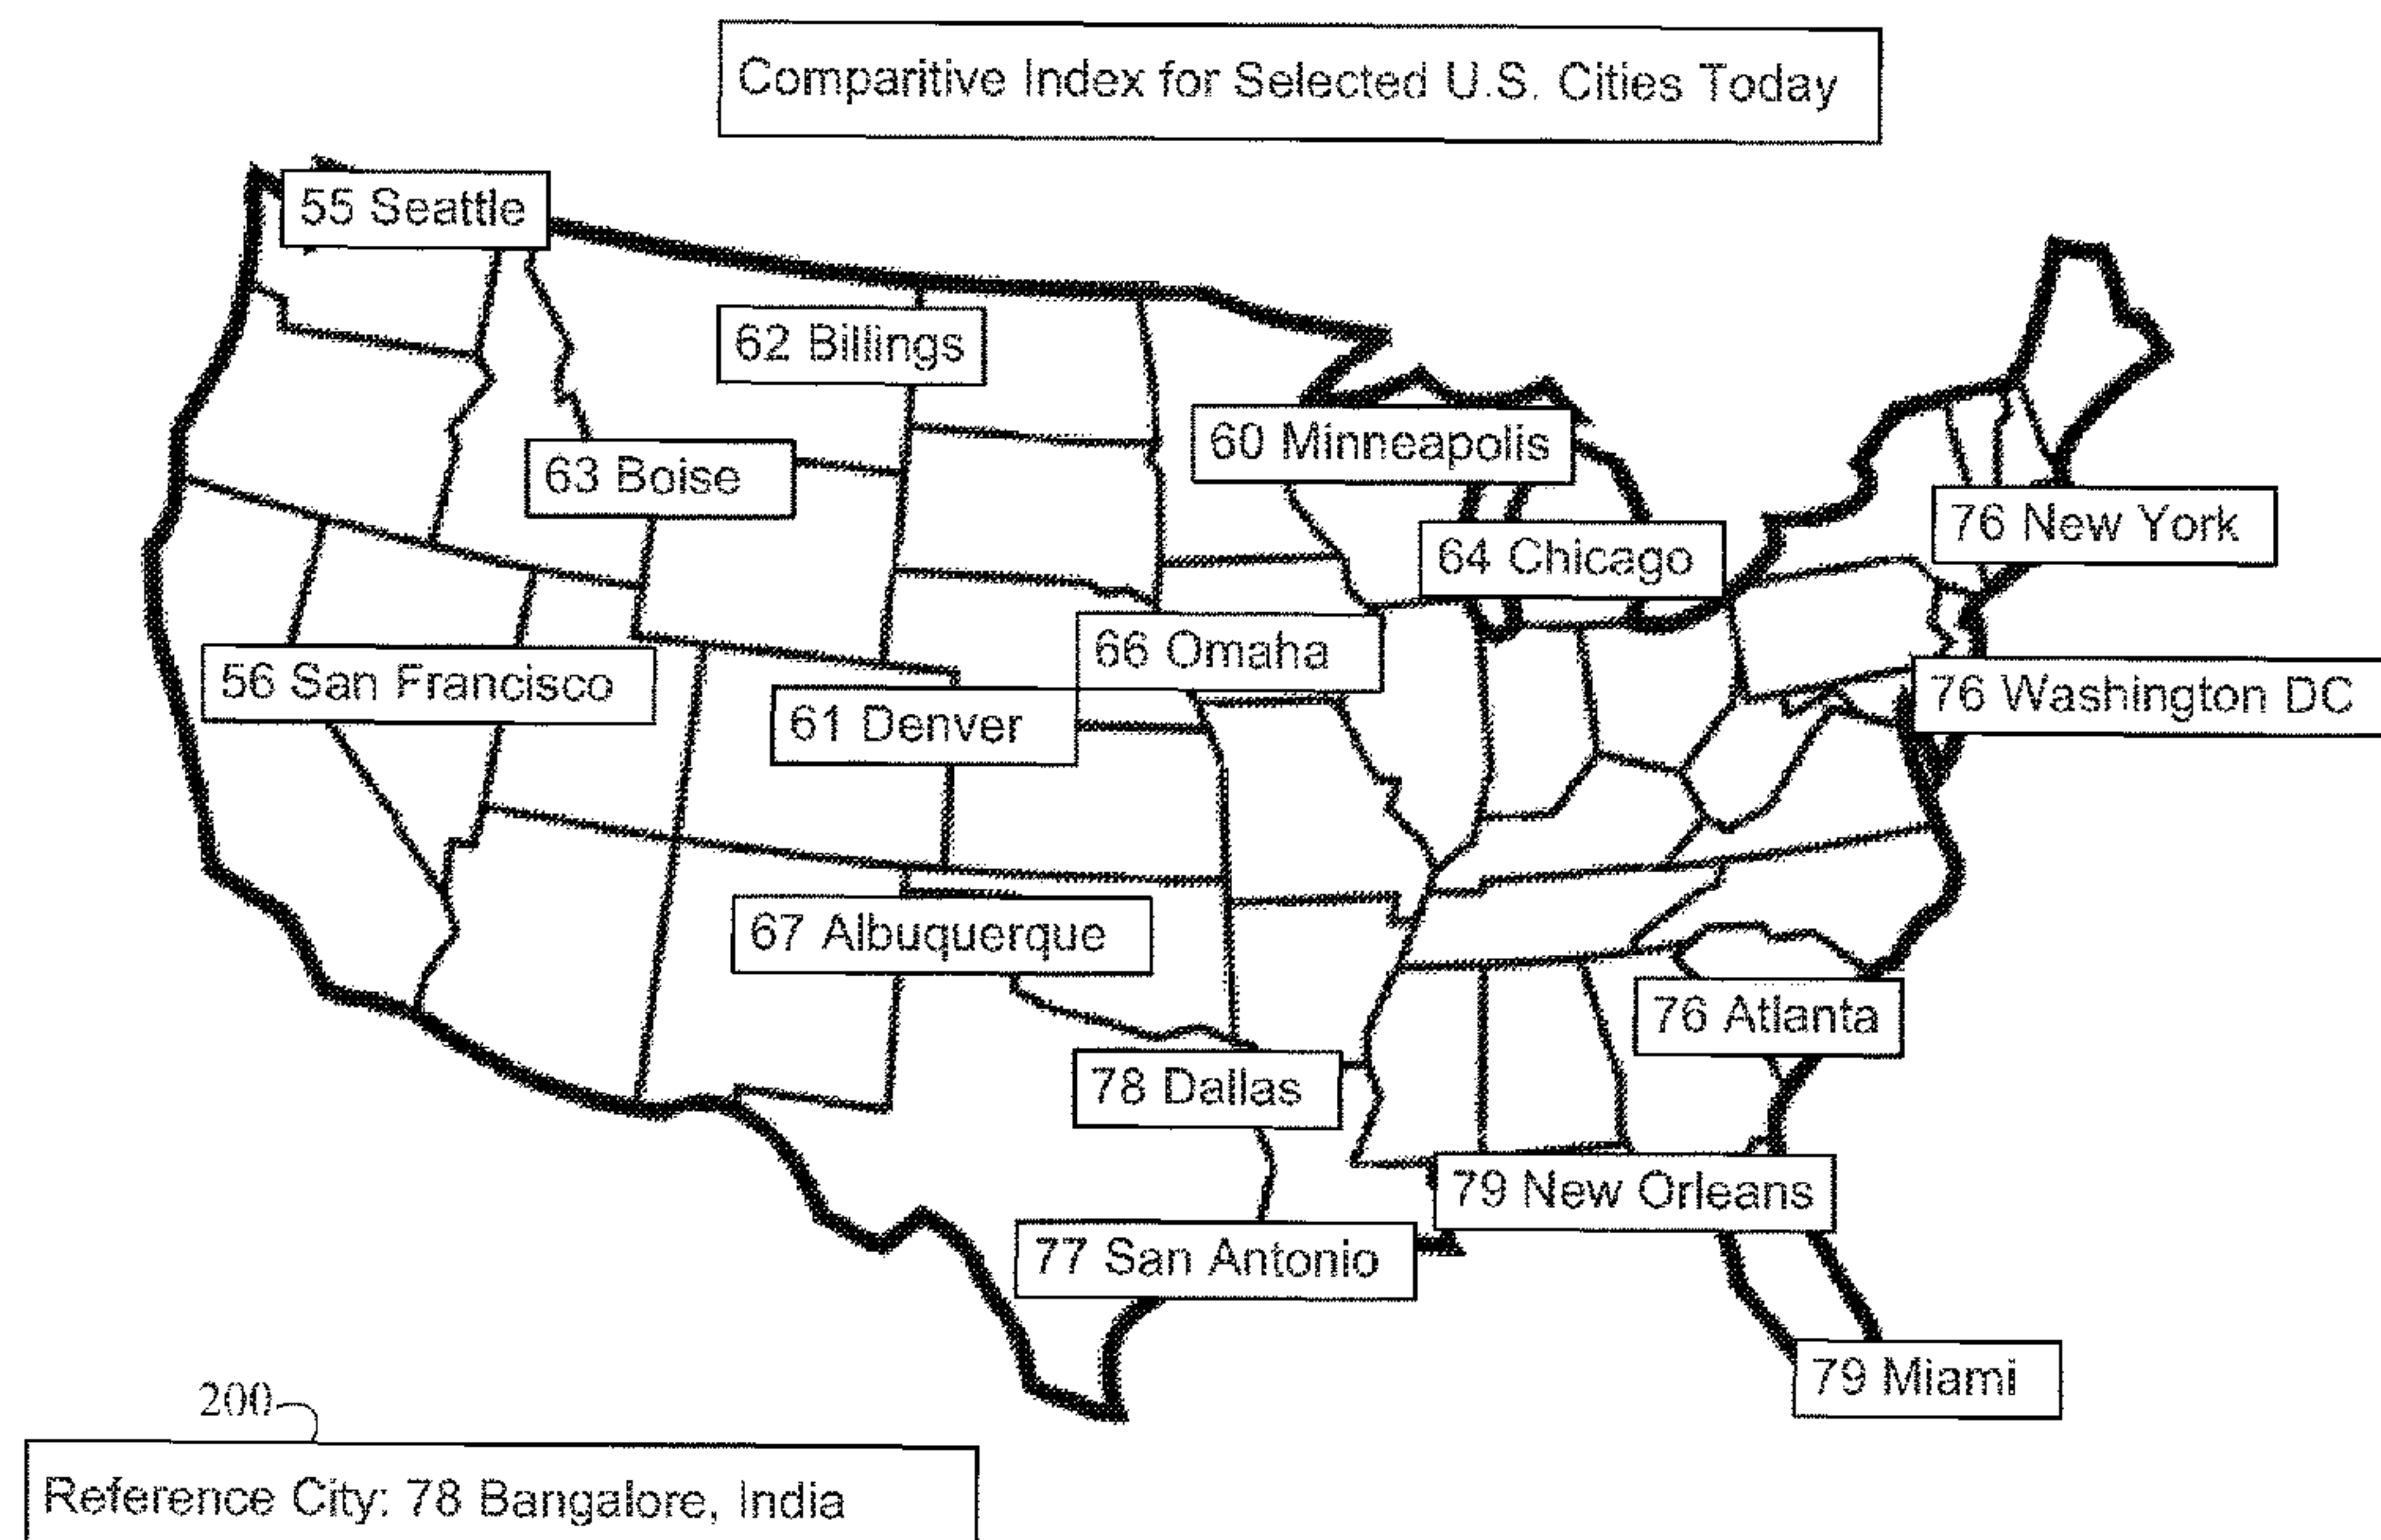 Comparitive Index for Selected U.S. Cities Today
55 Seattle
62 Billings
60 Minneapolis
63 Boise
76 New York
64 Chicago
66 Omaha
56 San Francisco
76 Washington DC
61 Denver
67 Albuquerque
76 Atlanta
78 Dallas
79 New Orleans
77 San Antonio
79 Miami
200
Reference City: 78 Bangalore, India